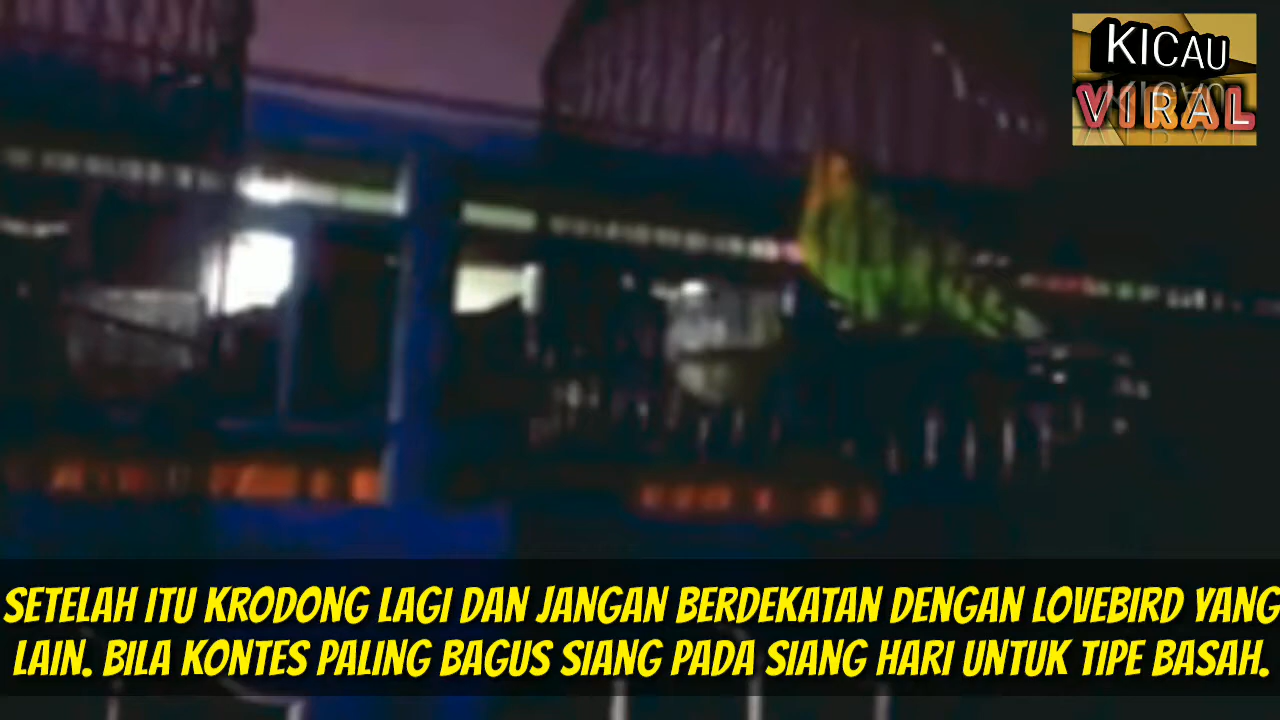 KICAU
VIRAL
SETELAH ITU KRODONG LAGI DAN JANGAN BERDEKATAN DENGAN LOVEBIRD YANG
LAIN. BILA KONTES PALING BAGUS SIANG PADA SIANG HARI UNTUK TIPE BASAH.